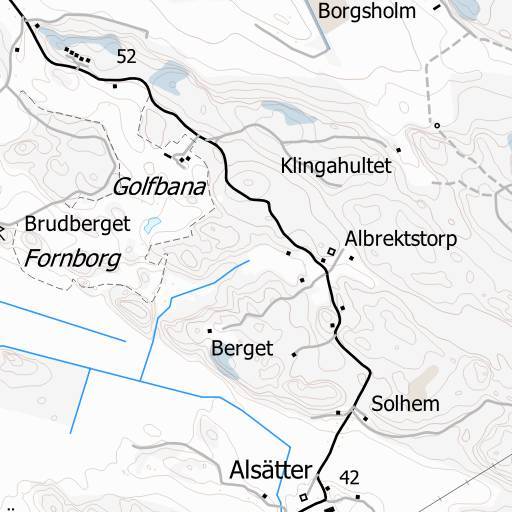 Borgsholm
52
Klingahultet
Golfbana
Brudberget
Albrektstorp
Fornborg
Berget
Solhem
Alsätter
42